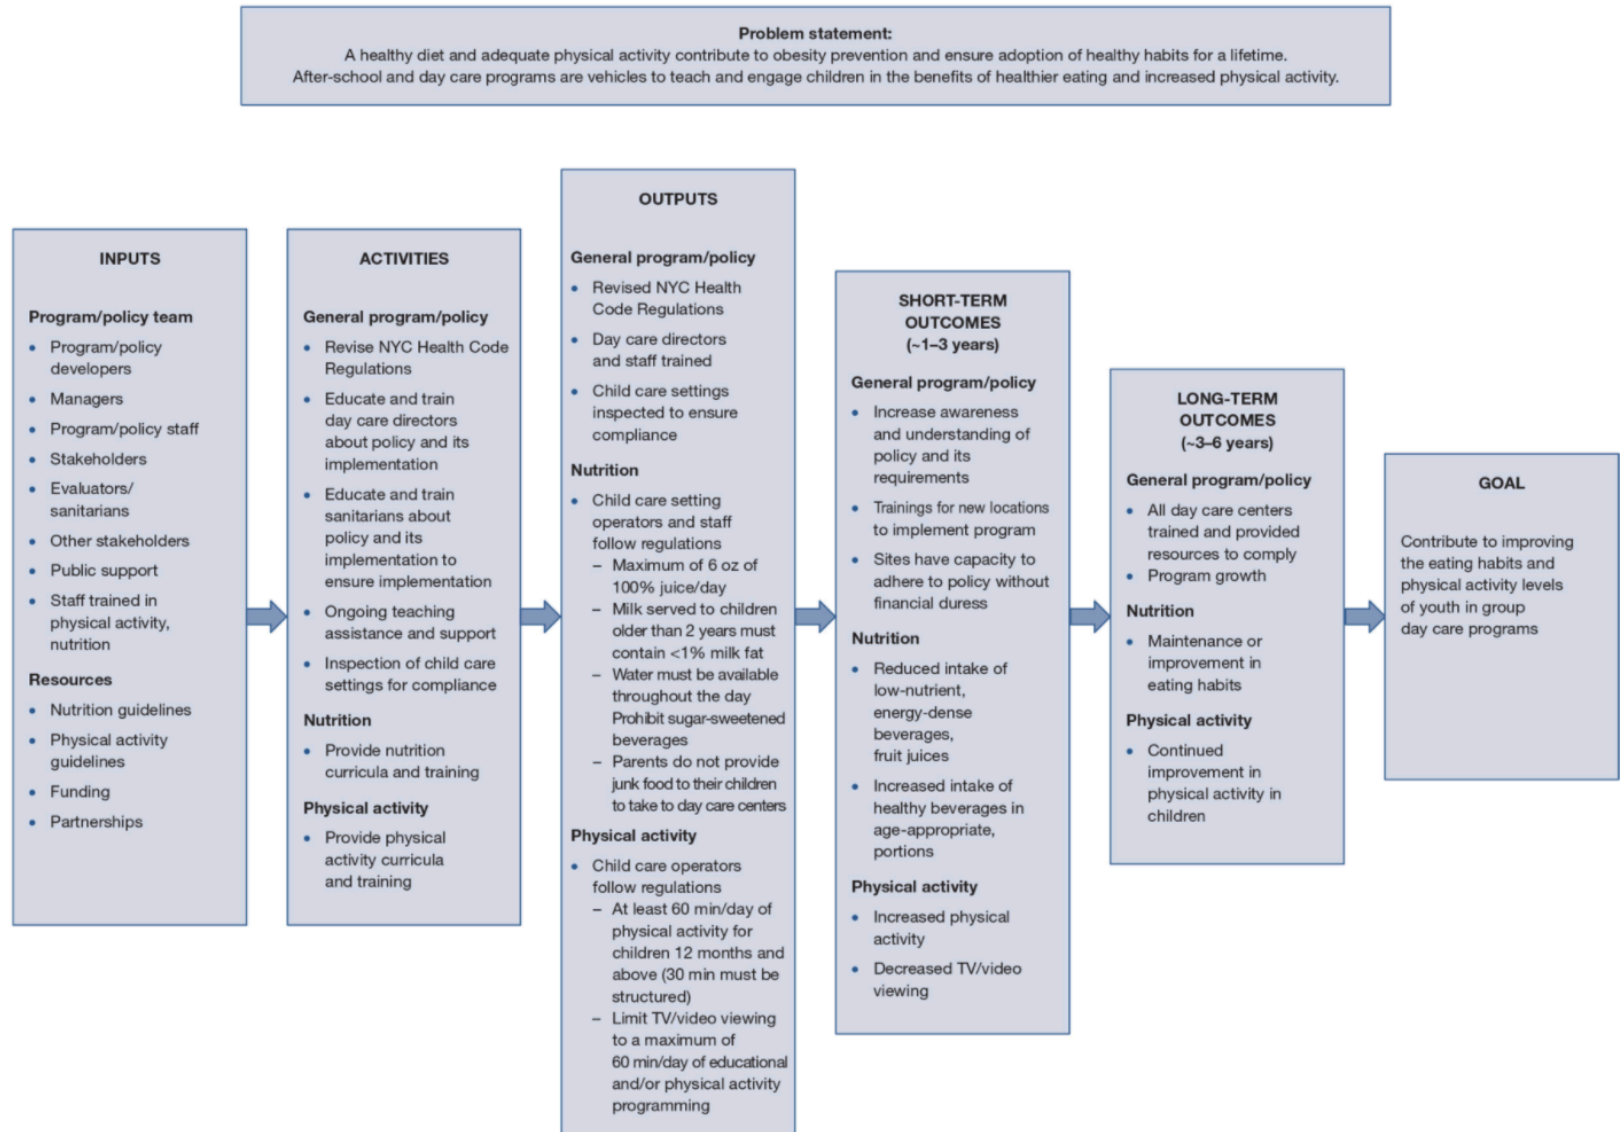 Problem statement:
A healthy diet and adequate physical activity contribute to obesity prevention and ensure adoption of healthy habits for a lifetime.
After-school and day care programs are vehicles to teach and engage children in the benefits of healthier eating and increased physical activity.
INPUTS
Program/policy team
• Program/policy
developers
• Managers
• Program/policy staff
• Stakeholders
• Evaluators/
sanitarians
• Other stakeholders
• Public support
• Staff trained in
physical activity,
nutrition
Resources
• Nutrition guidelines
• Physical activity
guidelines
• Funding
• Partnerships
ACTIVITIES
General program/policy
• Revise NYC Health Code
Regulations
• Educate and train
day care directors
about policy and its
implementation
• Educate and train
sanitarians about
policy and its
implementation to
ensure implementation
• Ongoing teaching
assistance and support
• Inspection of child care
settings for compliance
Nutrition
• Provide nutrition
curricula and training
Physical activity
• Provide physical
activity curricula
and training
OUTPUTS
General program/policy
• Revised NYC Health
Code Regulations
• Day care directors
and staff trained
• Child care settings
inspected to ensure
compliance
Nutrition
• Child care setting
operators and staff
follow regulations
– Maximum of 6 oz of
100% juice/day
– Milk served to children
older than 2 years must
contain <1% milk fat
– Water must be available
throughout the day
Prohibit sugar-sweetened
beverages
– Parents do not provide
junk food to their children
to take to day care centers
Physical activity
• Child care operators
follow regulations
– At least 60 min/day of
physical activity for
children 12 months and
above (30 min must be
structured)
– Limit TV/video viewing
to a maximum of
60 min/day of educational
and/or physical activity
programming
SHORT-TERM
OUTCOMES
(~1–3 years)
General program/policy
• Increase awareness
and understanding of
policy and its
requirements
• Trainings for new locations
to implement program
• Sites have capacity to
adhere to policy without
financial duress
Nutrition
• Reduced intake of
low-nutrient,
energy-dense
beverages,
fruit juices
• Increased intake of
healthy beverages in
age-appropriate,
portions
Physical activity
• Increased physical
activity
• Decreased TV/video
viewing
LONG-TERM
OUTCOMES
(~3–6 years)
General program/policy
• All day care centers
trained and provided
resources to comply
• Program growth
Nutrition
• Maintenance or
improvement in
eating habits
Physical activity
• Continued
improvement in
physical activity in
children
GOAL
Contribute to improving
the eating habits and
physical activity levels
of youth in group
day care programs